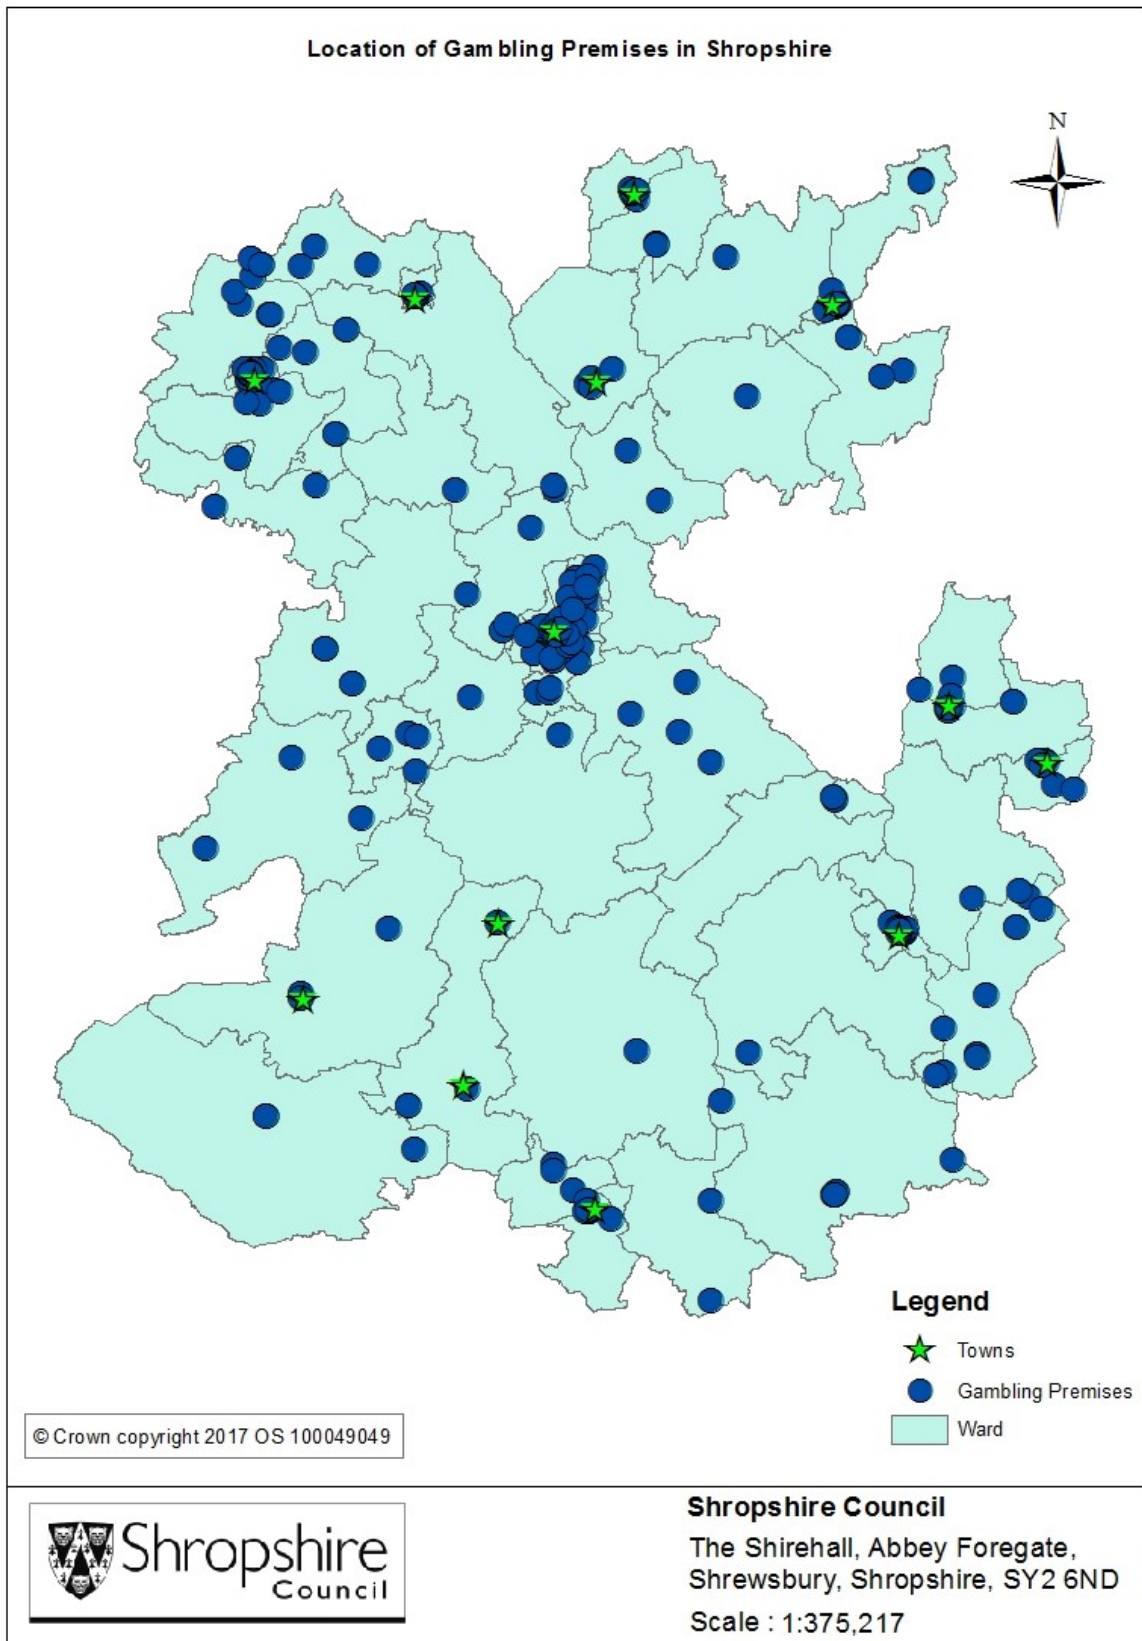 Location of Gambling Premises in Shropshire
N
Legend
Towns
Gambling Premises
Ward
© Crown copyright 2017 OS 100049049
Shropshire
Council
Shropshire Council
The Shirehall, Abbey Foregate,
Shrewsbury, Shropshire, SY2 6ND
Scale : 1:375,217